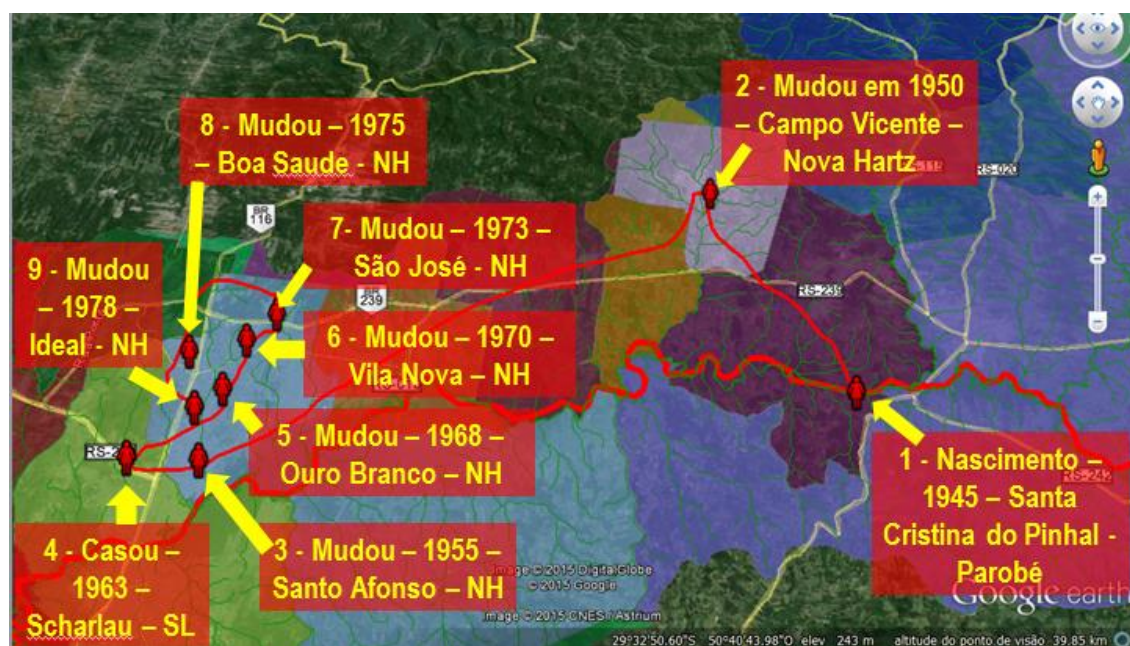 2 - Mudou em 1950
– Campo Vicente –
Nova Hartz
8 - Mudou – 1975
– Boa Saude - NH
7- Mudou – 1973 –
São José - NH
9 - Mudou
– 1978 –
Ideal - NH
6 - Mudou – 1970 –
Vila Nova – NH
5 - Mudou – 1968 –
Ouro Branco – NH
1 - Nascimento –
1945 – Santa
Cristina do Pinhal -
Parobé
4 - Casou –
1963 –
Scharlau – SL
3 - Mudou – 1955 –
Santo Afonso – NH
BR
116
BR
239
RS-239
RS-020
RS-115
RS-242
Image © 2015 DigitalGlobe
© 2015 Google
Image © 2015 CNES / Astrium
Google earth
29°32'50.60"S 50°40'43.98"O elev 243 m altitude do ponto de visão 39.85 km